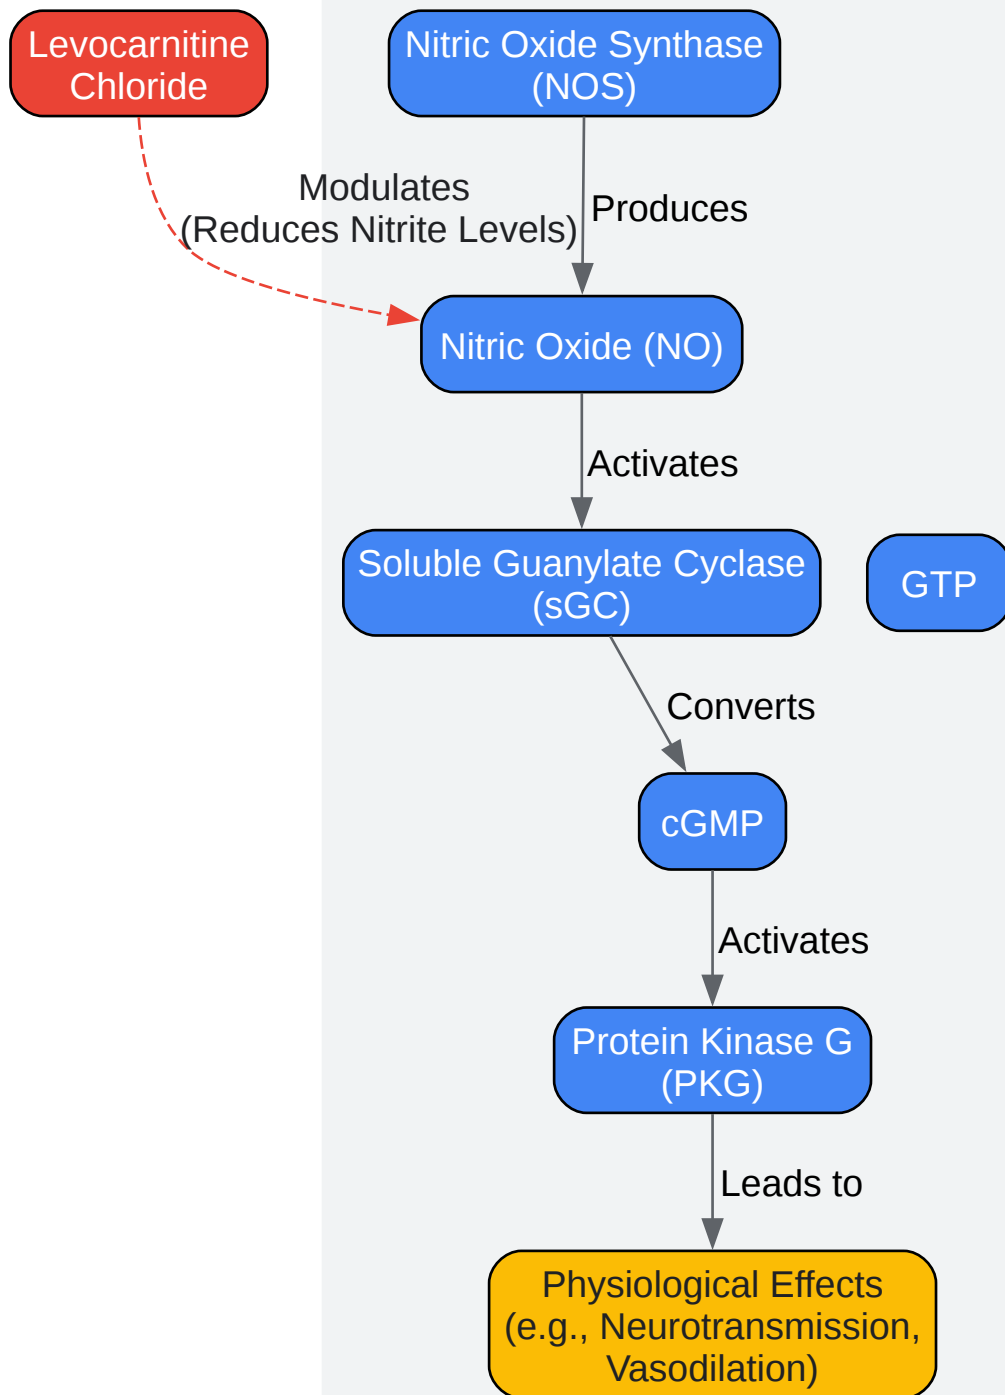 Levocarnitine
Chloride
Nitric Oxide Synthase
(NOS)
Modulates
(Reduces Nitrite Levels)
Produces
Nitric Oxide (NO)
Activates
Soluble Guanylate Cyclase
(sGC)
GTP
Converts
cGMP
Activates
Protein Kinase G
(PKG)
Leads to
Physiological Effects
(e.g., Neurotransmission,
Vasodilation)